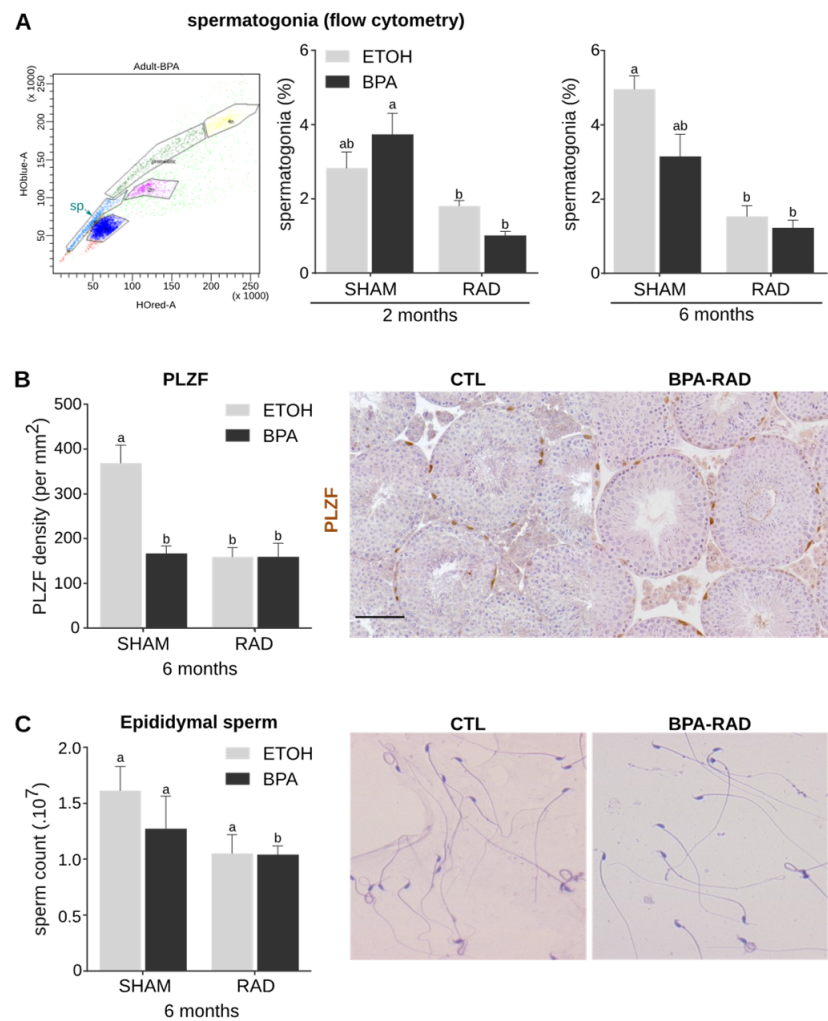 A
spermatogonia (flow cytometry)
Adult-BPA
(x 1000)
HOblue-A
250
200
150
100
50
4n
sp
50 100 150 200 250
(x 1000)
HOred-A
spermatogonia (%)
6
4
2
0
ETOH
BPA
ab
a
b
b
SHAM RAD
2 months
spermatogonia (%)
6
4
2
0
a
ab
b
b
SHAM RAD
6 months
B
PLZF
PLZF density (per mm2)
500
400
300
200
100
0
ETOH
BPA
a
b
b
b
SHAM RAD
6 months
CTL
BPA-RAD
PLZF
C
Epididymal sperm
sperm count (.107)
2.0
1.5
1.0
0.5
0
ETOH
BPA
a
a
a
b
SHAM RAD
6 months
CTL
BPA-RAD